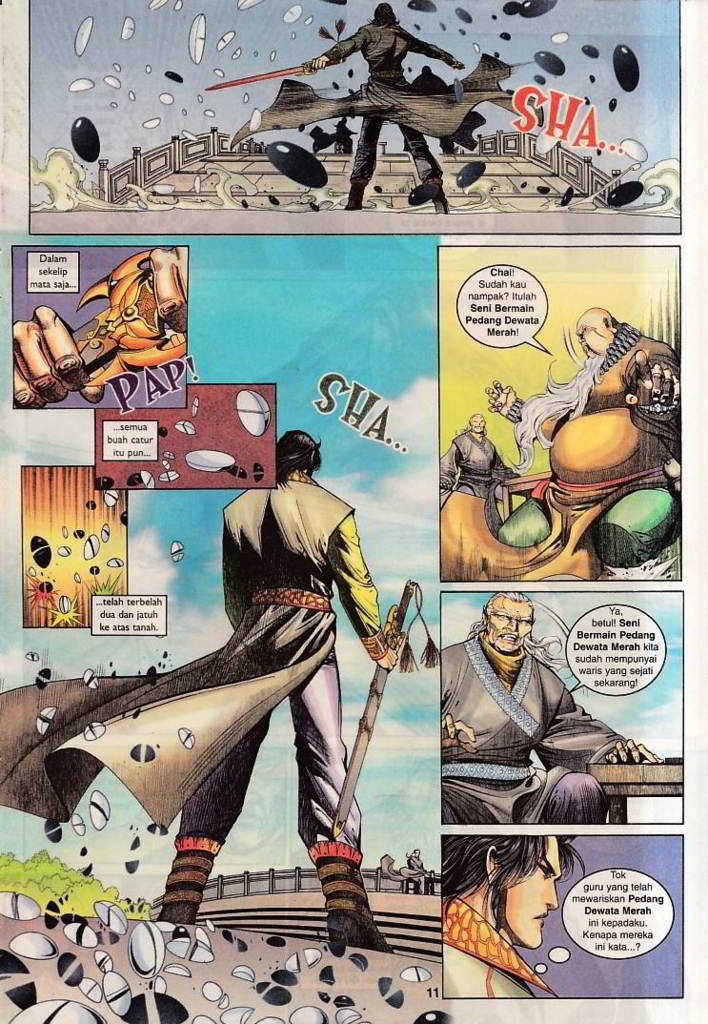 SHA...
Dalam
sekelip
mata saja...
PAP!
...semua
buah catur
itu pun...
...telah terbelah
dua dan jatuh
ke atas tanah.
SHA...
Chai!
Sudah kau
nampak? Itulah
Seni Bermain
Pedang Dewata
Merah!
Ya,
betul! Seni
Bermain Pedang
Dewata Merah kita
sudah mempunyai
waris yang sejati
sekarang!
Tok
guru yang telah
mewariskan Pedang
Dewata Merah
ini kepadaku.
Kenapa mereka
ini kata...?
11